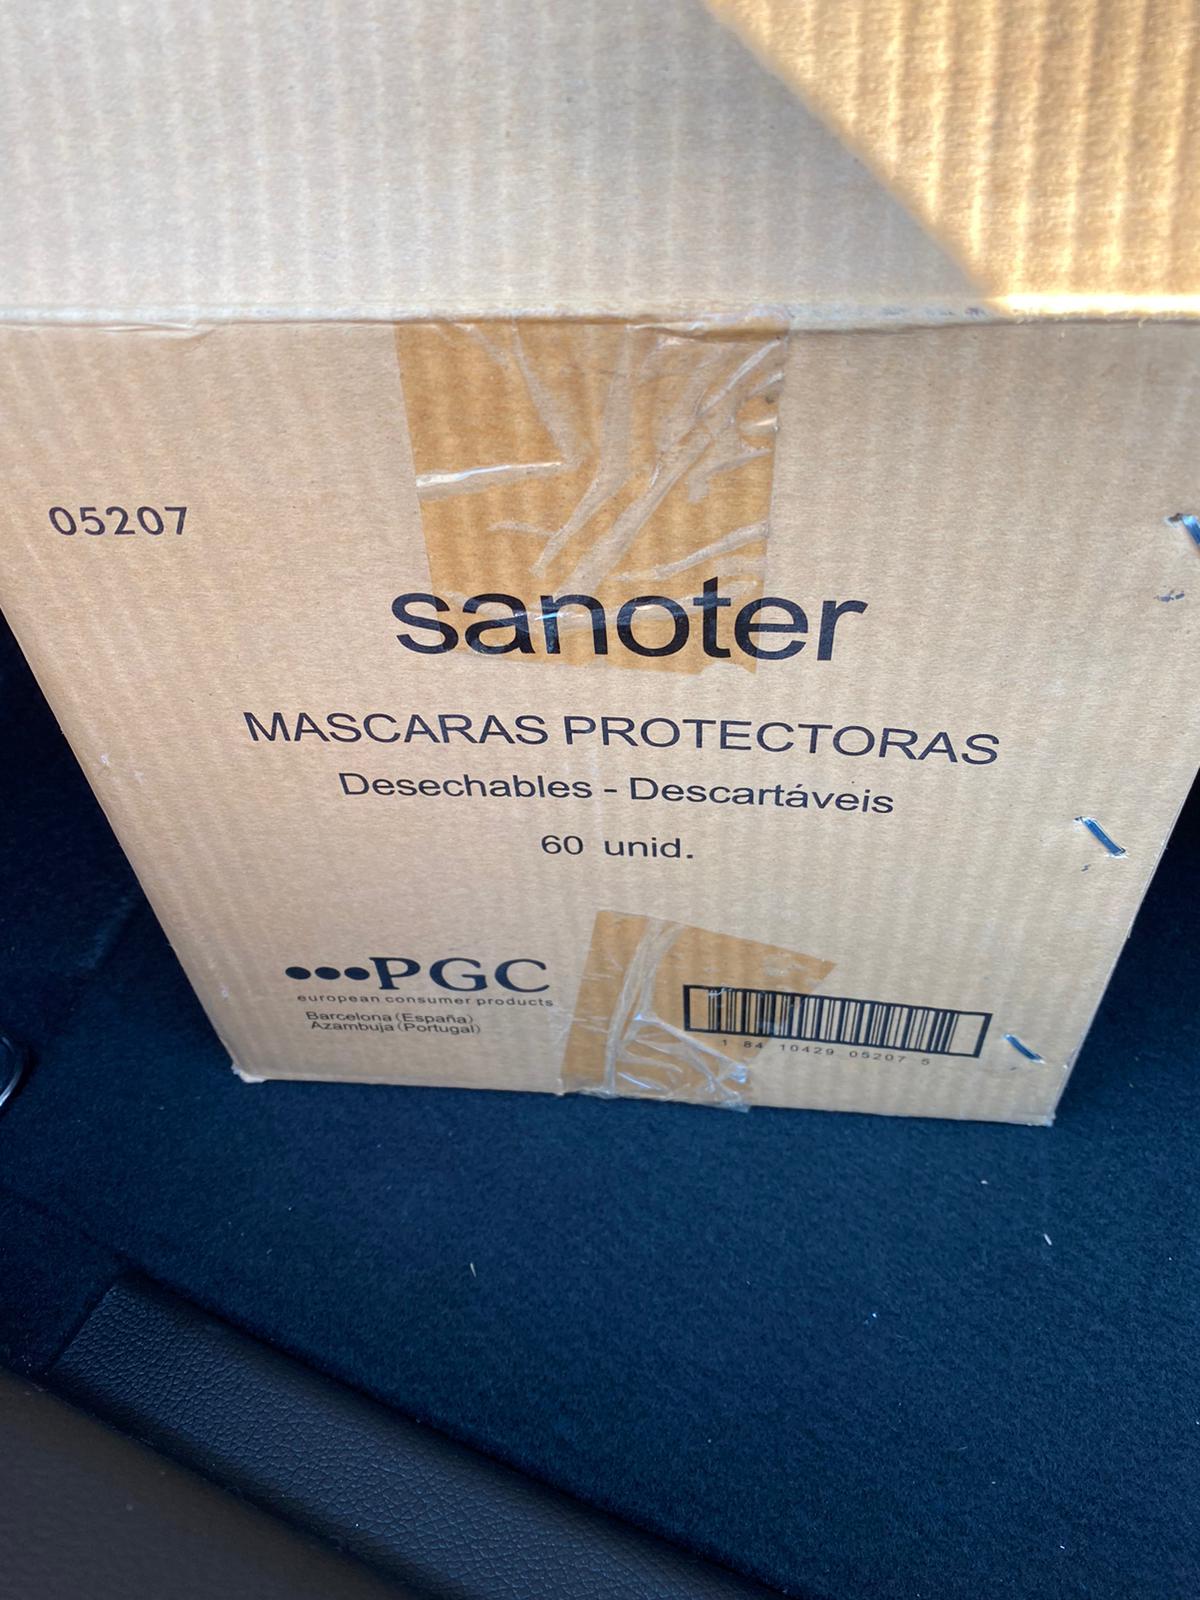 05207
sanoter
MASCARAS PROTECTORAS
Desechables - Descartáveis
60 unid.
PGC
european consumer products
Barcelona (España)
Azambuja (Portugal)
1 84 10429 05207 5